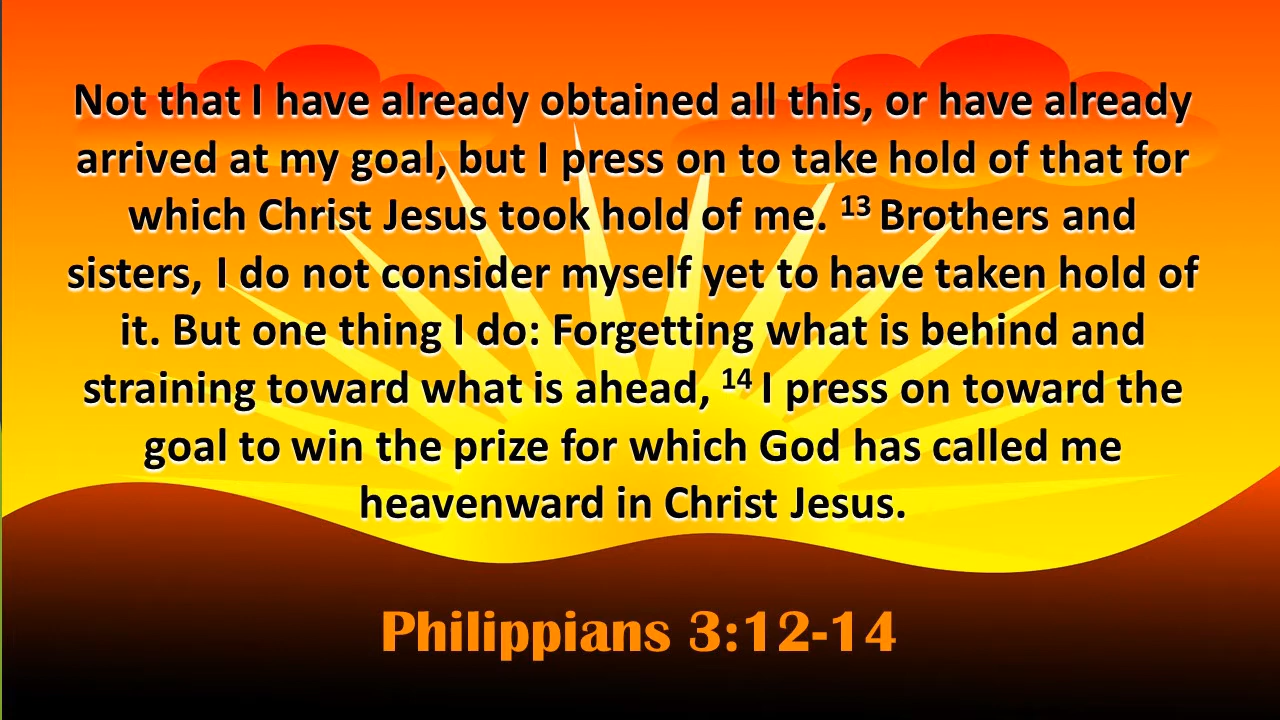 Not that I have already obtained all this, or have already
arrived at my goal, but I press on to take hold of that for
which Christ Jesus took hold of me. 13 Brothers and
sisters, I do not consider myself yet to have taken hold of
it. But one thing I do: Forgetting what is behind and
straining toward what is ahead, 14 I press on toward the
goal to win the prize for which God has called me
heavenward in Christ Jesus.
Philippians 3:12-14